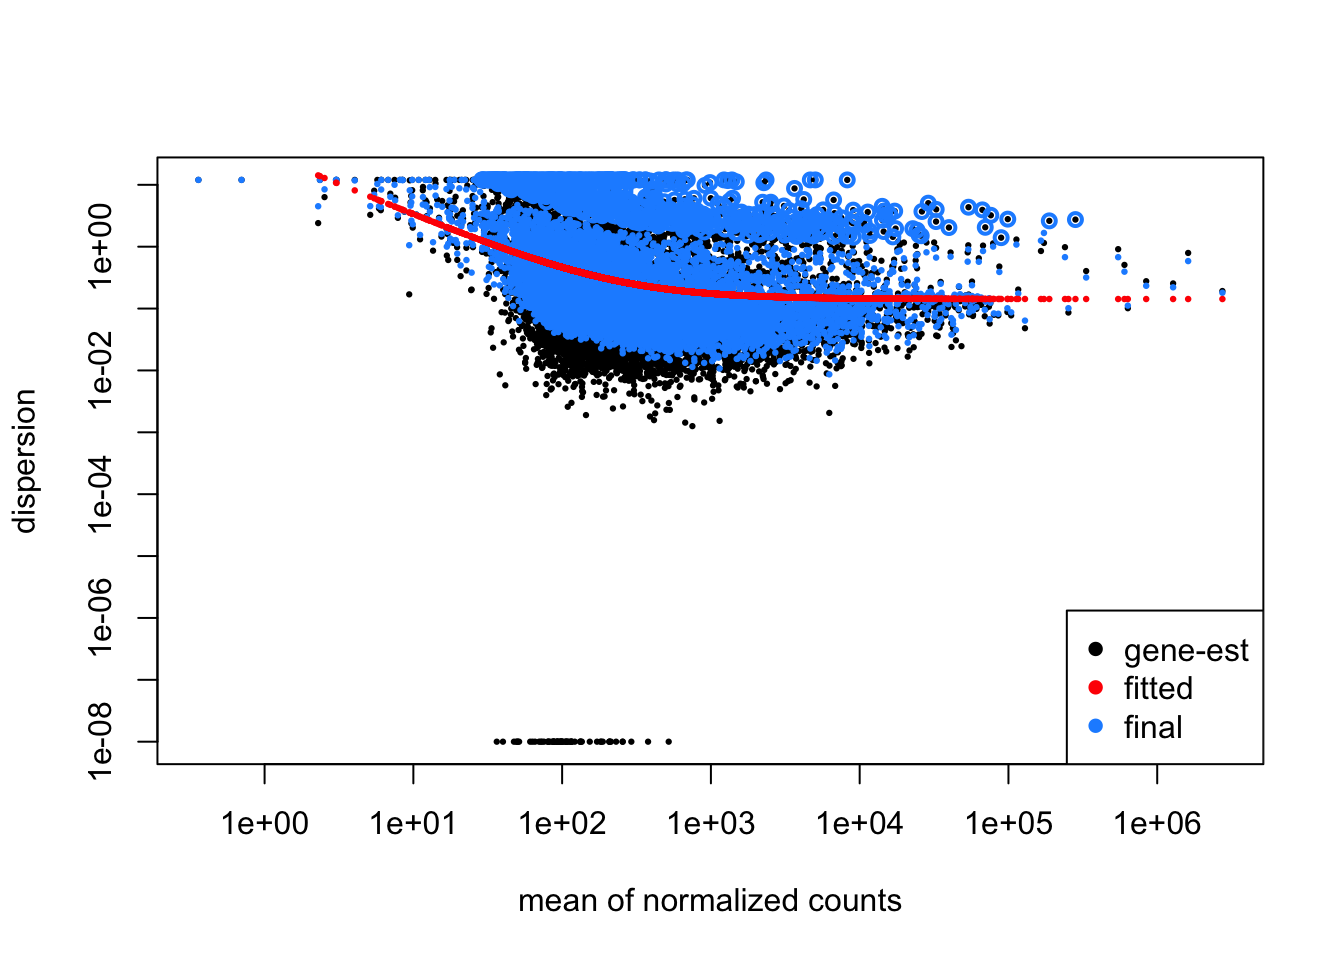 dispersion
1e+00
1e-02
1e-04
1e-06
1e-08
gene-est
fitted
final
1e+00 1e+01 1e+02 1e+03 1e+04 1e+05 1e+06
mean of normalized counts